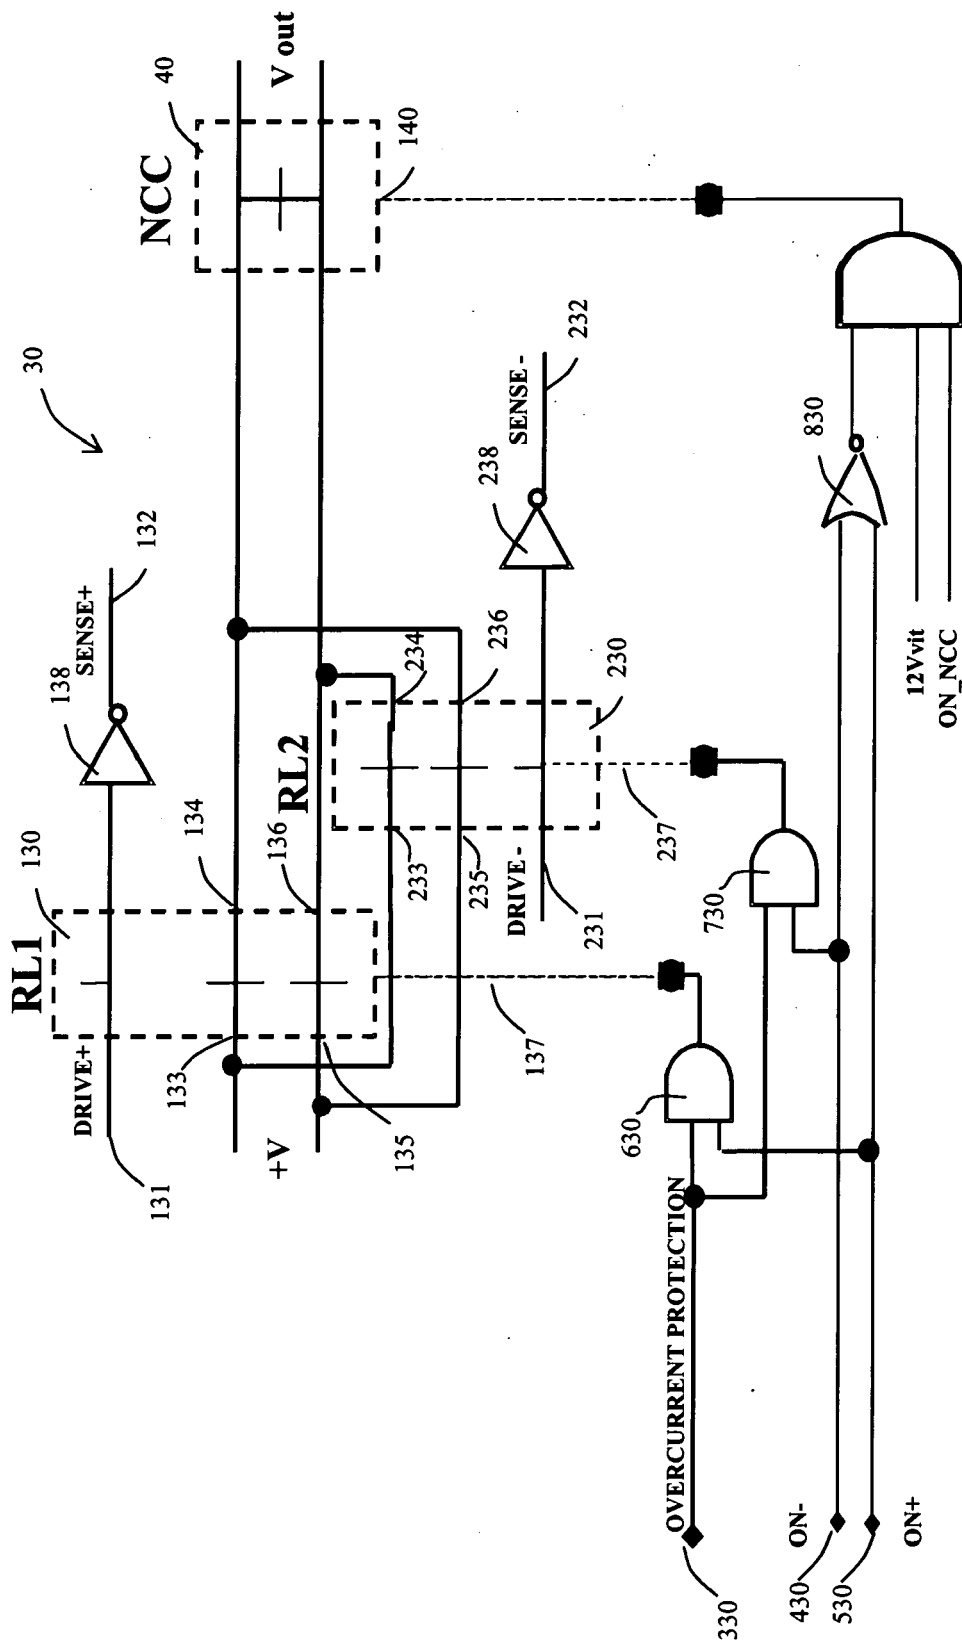 30
RL1
130
DRIVE+
131
138
SENSE+
132
133
134
+V
135
136
NCC
40
V out
140
RL2
233
234
235
236
230
DRIVE -
231
238
SENSE -
232
137
237
OVERCURRENT PROTECTION
330
630
730
ON-
430
530
ON+
830
12Vvit
ON_NCC